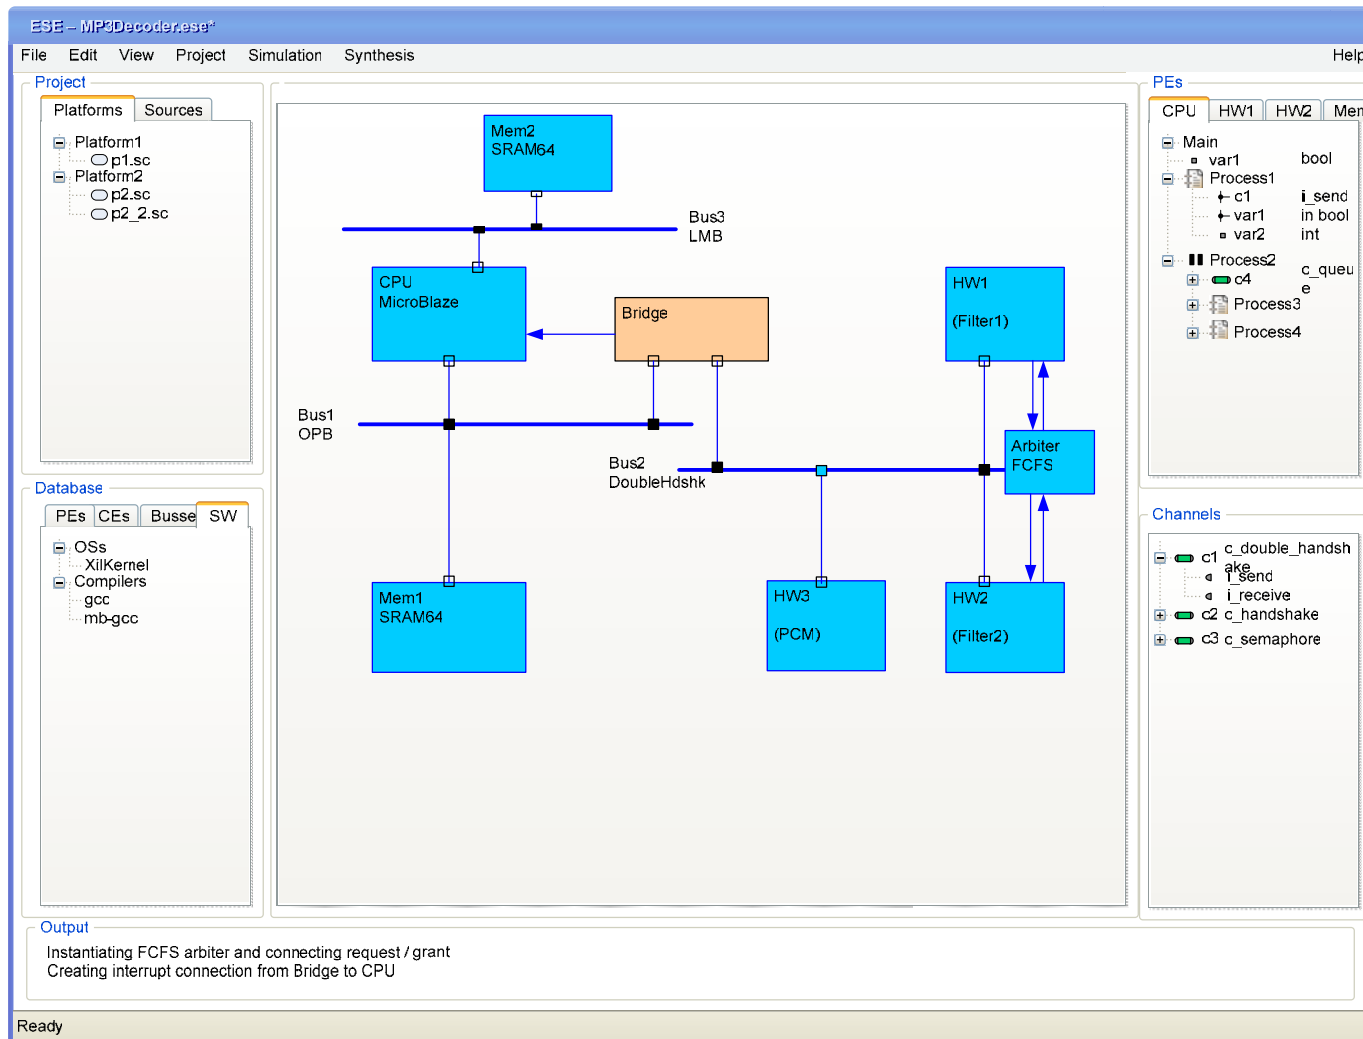 ESE – MP3Decoder.ese*
File Edit View Project Simulation Synthesis Help
Project
Platforms Sources
Platform1
p1.sc
Platform2
p2.sc
p2_2.sc
Database
PEs CEs Busse SW
OSs
XilKernel
Compilers
gcc
mb-gcc
Mem2
SRAM64
Bus3
LMB
CPU
MicroBlaze
Bridge
HW1
(Filter1)
Bus1
OPB
Bus2
DoubleHdshk
Arbiter
FCFS
Mem1
SRAM64
HW3
(PCM)
HW2
(Filter2)
PEs
CPU HW1 HW2 Mem
Main
var1 bool
Process1
c1 i_send
var1 in bool
var2 int
Process2
c4 c_queu
e
Process3
Process4
Channels
c1 c_double_handsh
ake
i_send
i_receive
c2 c_handshake
c3 c_semaphore
Output
Instantiating FCFS arbiter and connecting request / grant
Creating interrupt connection from Bridge to CPU
Ready